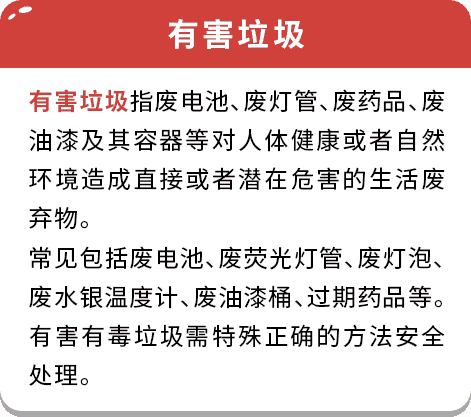 有害垃圾
有害垃圾指废电池、废灯管、废药品、废
油漆及其容器等对人体健康或者自然
环境造成直接或者潜在危害的生活废
弃物。
常见包括废电池、废荧光灯管、废灯泡、
废水银温度计、废油漆桶、过期药品等。
有害有毒垃圾需特殊正确的方法安全
处理。